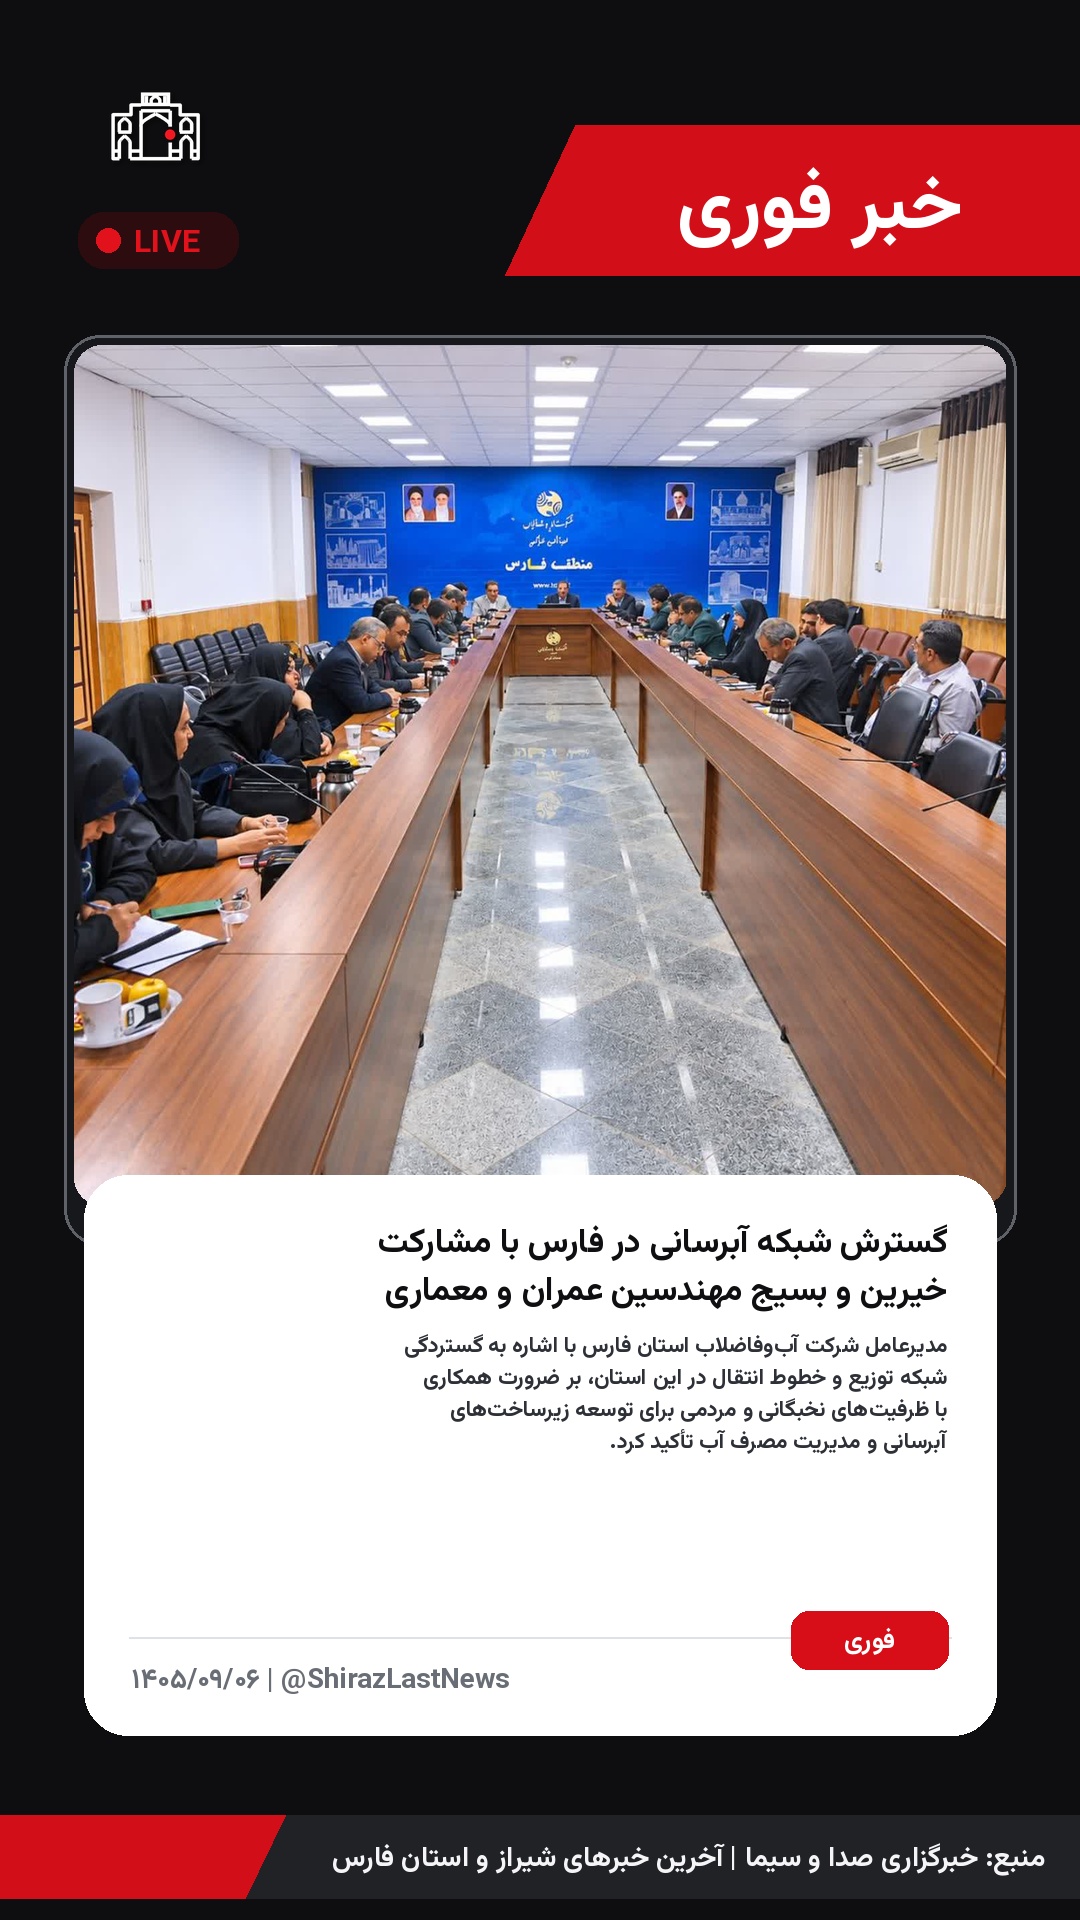 خبر فوری
LIVE
منطقه فارس
گسترش شبکه آبرسانی در فارس با مشارکت
خیرین و بسیج مهندسین عمران و معماری
مدیرعامل شرکت آب‌وفاضلاب استان فارس با اشاره به گستردگی
شبکه توزیع و خطوط انتقال در این استان، بر ضرورت همکاری
با ظرفیت‌های نخبگانی و مردمی برای توسعه زیرساخت‌های
آبرسانی و مدیریت مصرف آب تأکید کرد.
فوری
۱۴۰۵/۰۹/۰۶ | @ShirazLastNews
منبع: خبرگزاری صدا و سیما | آخرین خبرهای شیراز و استان فارس